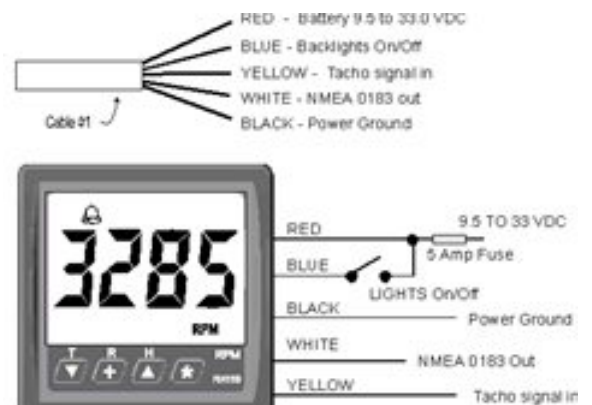 RED - Battery 9.5 to 33.0 VDC
BLUE - Backlights On/Off
YELLOW - Tacho signal in
WHITE - NMEA 0183 out
BLACK - Power Ground
Cable #1
3285
RPM
RED
9.5 TO 33 VDC
5 Amp Fuse
BLUE
LIGHTS On/Off
BLACK
Power Ground
WHITE
NMEA 0183 Out
YELLOW
Tacho signal in
T R H RPM